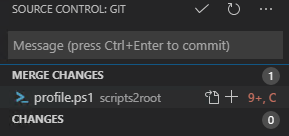 SOURCE CONTROL: GIT
Message (press Ctrl+Enter to commit)
MERGE CHANGES 1
profile.ps1 scripts2root 9+, C
CHANGES 0